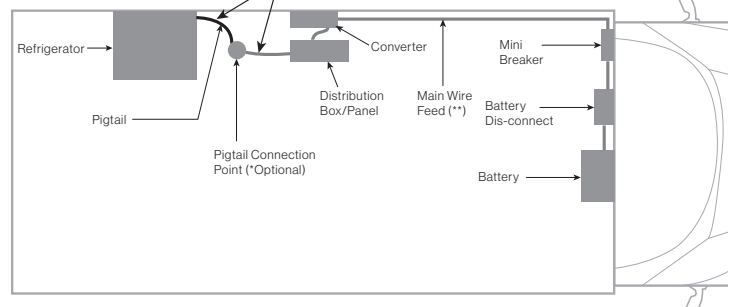 Refrigerator
Converter
Mini
Breaker
Distribution
Box/Panel
Main Wire
Feed (**)
Battery
Dis-connect
Pigtail
Pigtail Connection
Point (*Optional)
Battery